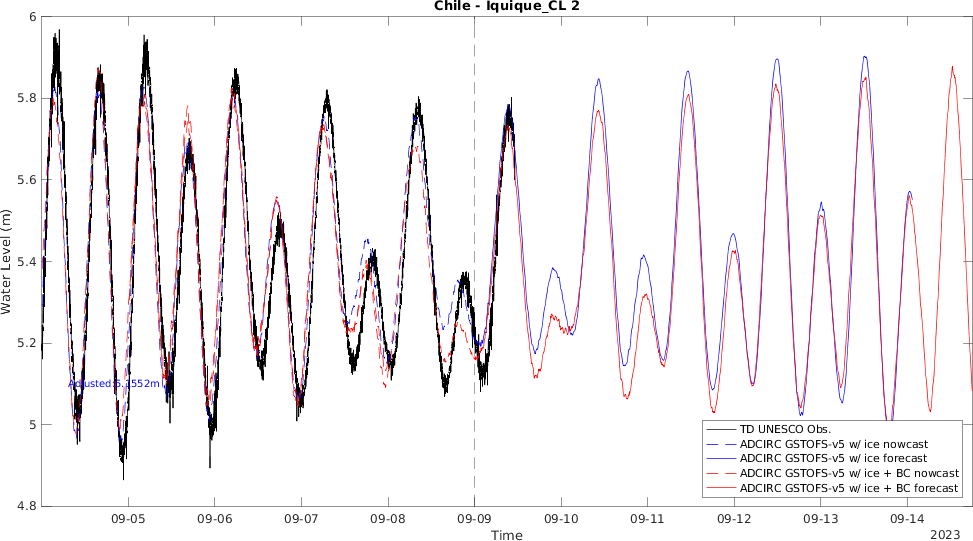 Chile - Iquique_CL 2
6
5.8
5.6
5.4
5.2
5
4.8
Water Level (m)
TD UNESCO Obs.
ADCIRC GSTOFS-v5 w/ ice nowcast
ADCIRC GSTOFS-v5 w/ ice forecast
ADCIRC GSTOFS-v5 w/ ice + BC nowcast
ADCIRC GSTOFS-v5 w/ ice + BC forecast
09-05 09-06 09-07 09-08 09-09 09-10 09-11 09-12 09-13 09-14
Time
2023